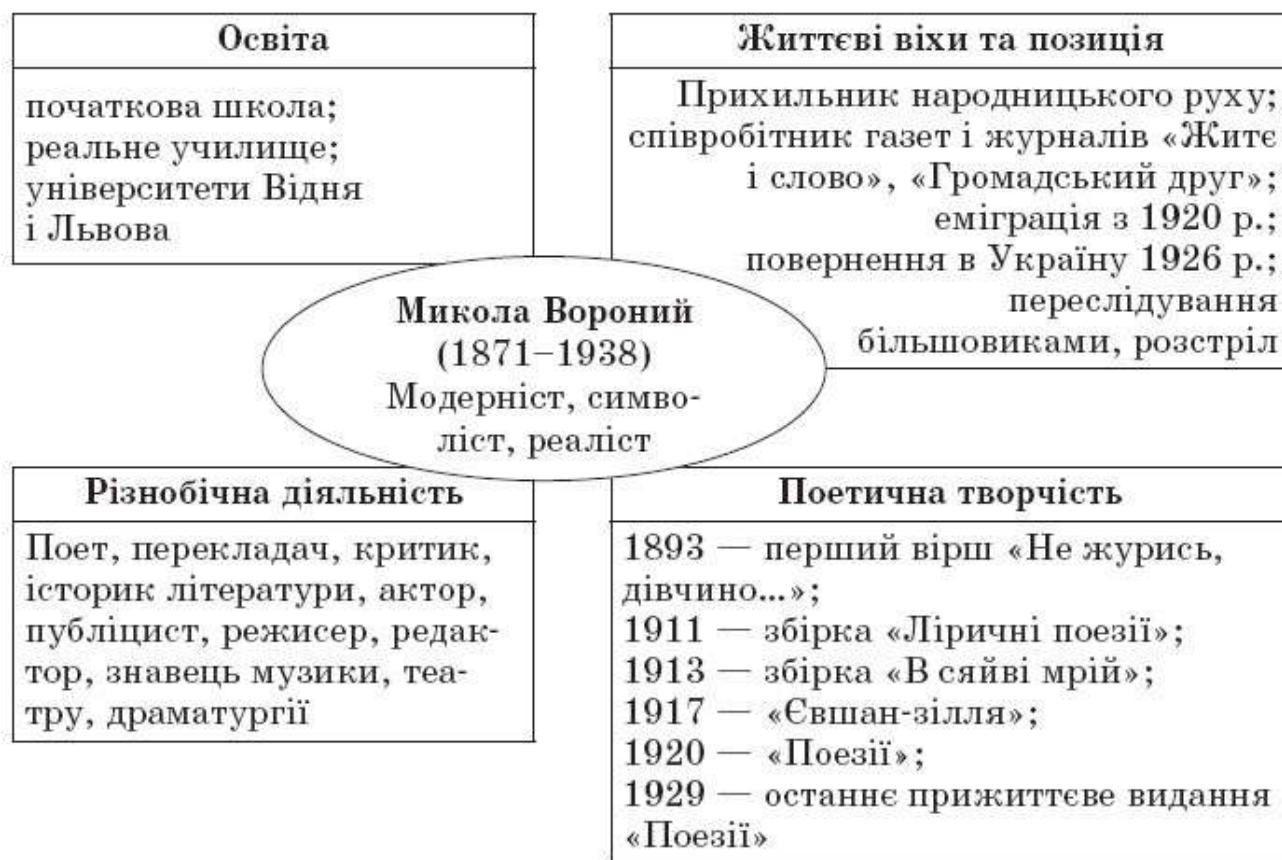 Освіта
початкова школа;
реальне училище;
університети Відня
і Львова
Життєві віхи та позиція
Прихильник народницького руху;
співробітник газет і журналів «Житє
і слово», «Громадський друг»;
еміграція з 1920 р.;
повернення в Україну 1926 р.;
переслідування
більшовиками, розстріл
Микола Вороний
(1871–1938)
Модерніст, симво-
ліст, реаліст
Різнобічна діяльність
Поет, перекладач, критик,
історик літератури, актор,
публіцист, режисер, редак-
тор, знавець музики, теа-
тру, драматургії
Поетична творчість
1893 — перший вірш «Не журись,
дівчино...»;
1911 — збірка «Ліричні поезії»;
1913 — збірка «В сяйві мрій»;
1917 — «Євшан-зілля»;
1920 — «Поезії»;
1929 — останнє прижиттєве видання
«Поезії»